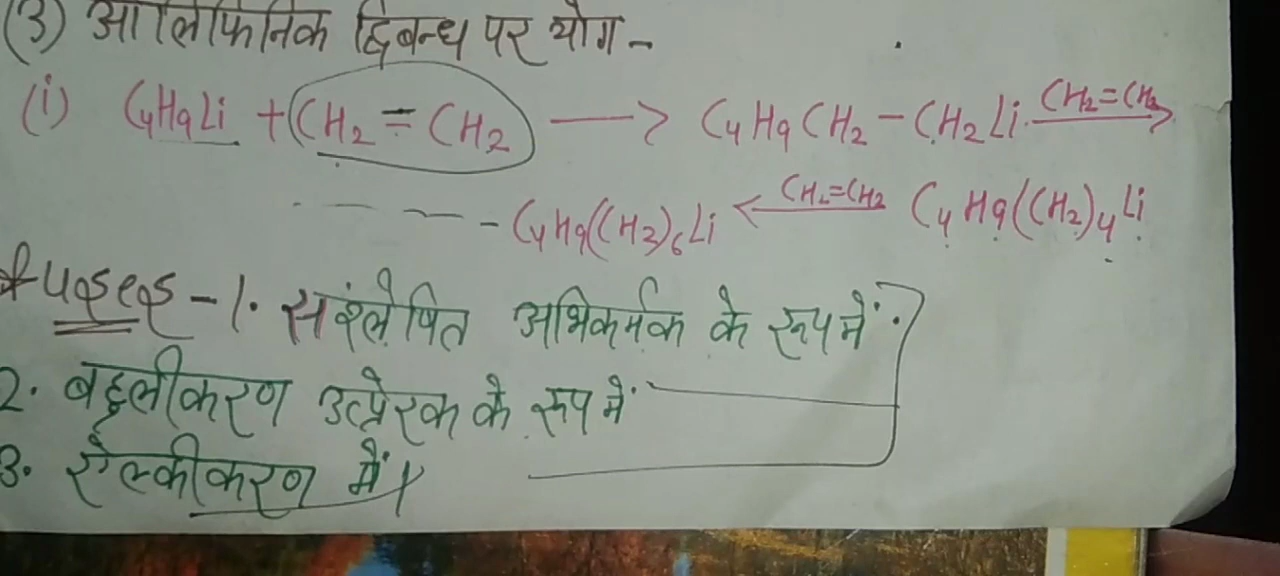 (3) आलिफिनिक द्विबन्ध पर योग -
(i) C4H9Li + CH2 = CH2 ⟶ C4H9CH2 - CH2Li CH2=CH2 ⟶
- - - - C4H9(CH2)6Li ⟵ CH2=CH2 C4H9(CH2)4Li
* uses - 1. संश्लेषित अभिकर्मक के रूप में
2. बहुलीकरण उत्प्रेरक के रूप में
3. ऐल्कीकरण में